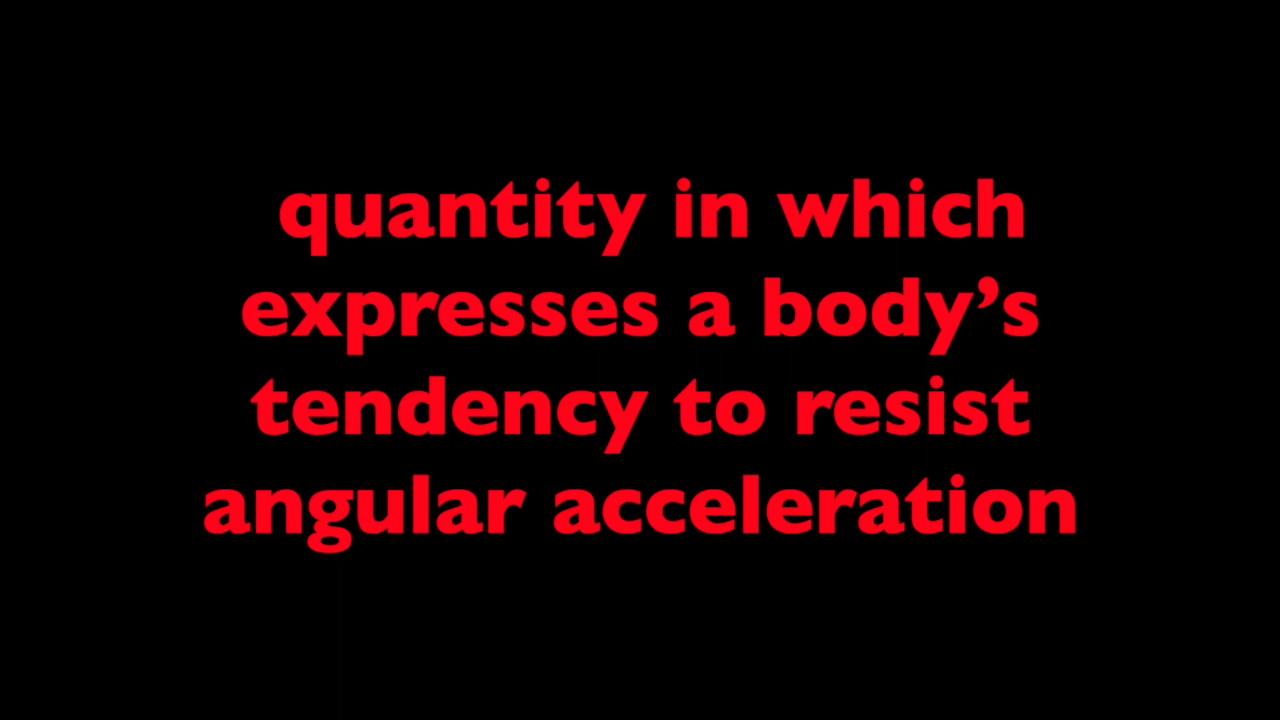 quantity in which
expresses a body’s
tendency to resist
angular acceleration